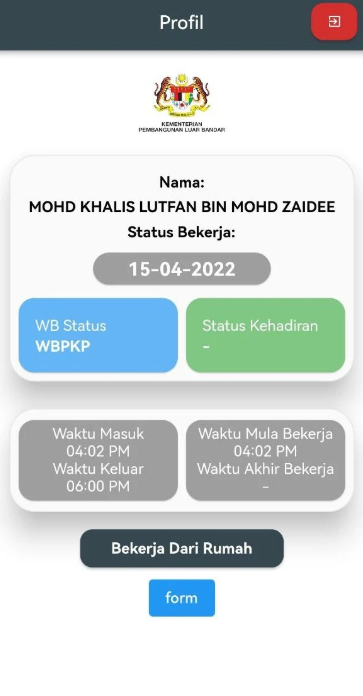 Profil
KEMENTERIAN
PEMBANGUNAN LUAR BANDAR
Nama:
MOHD KHALIS LUTFAN BIN MOHD ZAIDEE
Status Bekerja:
15-04-2022
WB Status
WBPKP
Status Kehadiran
-
Waktu Masuk
04:02 PM
Waktu Keluar
06:00 PM
Waktu Mula Bekerja
04:02 PM
Waktu Akhir Bekerja
-
Bekerja Dari Rumah
form